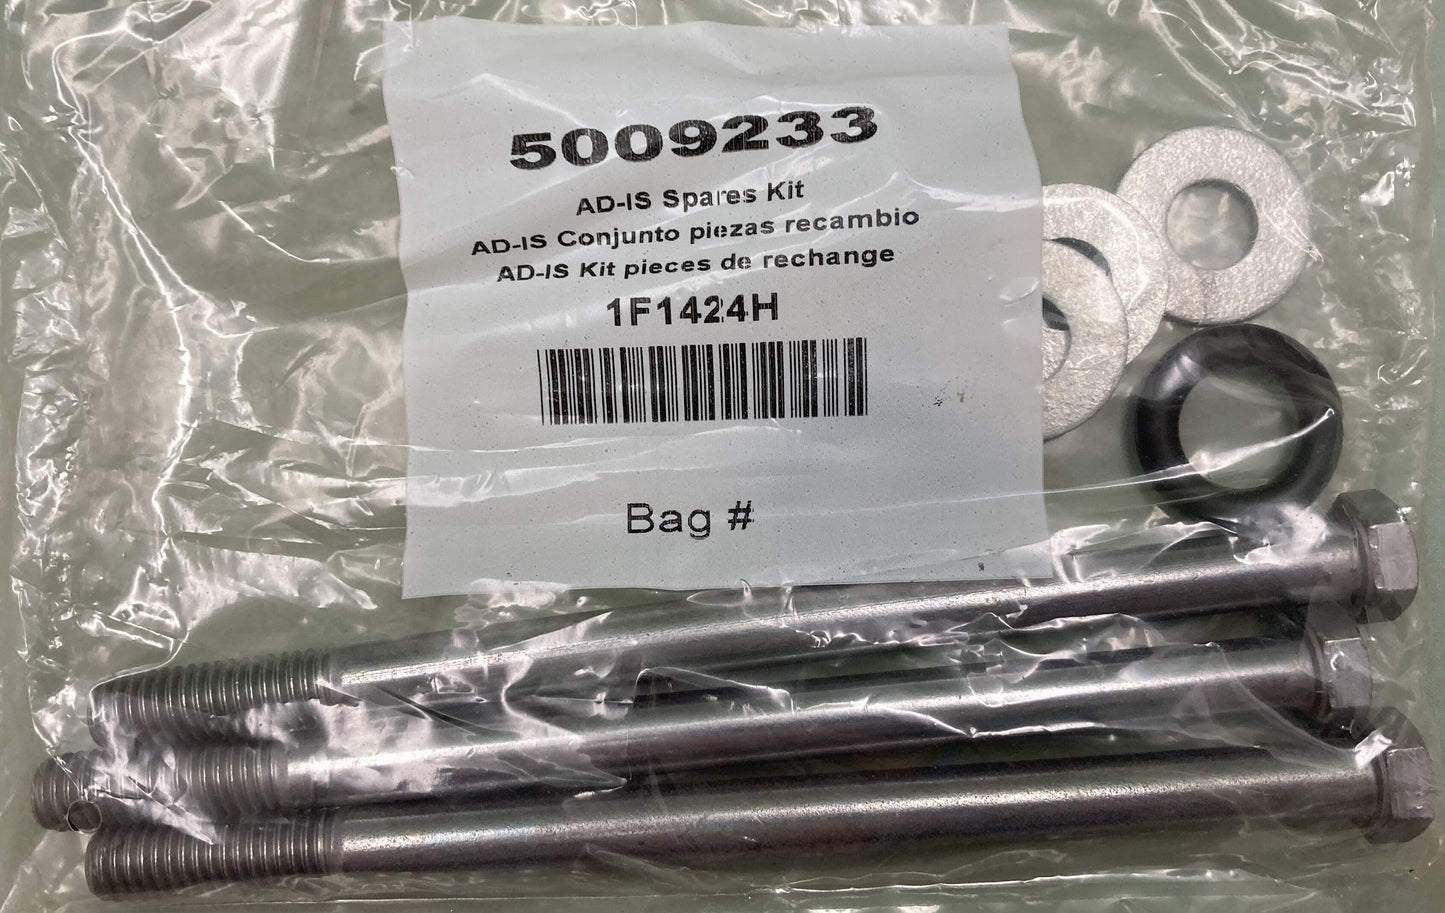 5009233
AD-IS Spares Kit
AD-IS Conjunto piezas recambio
AD-IS Kit pieces de rechange
1F1424H
Bag #